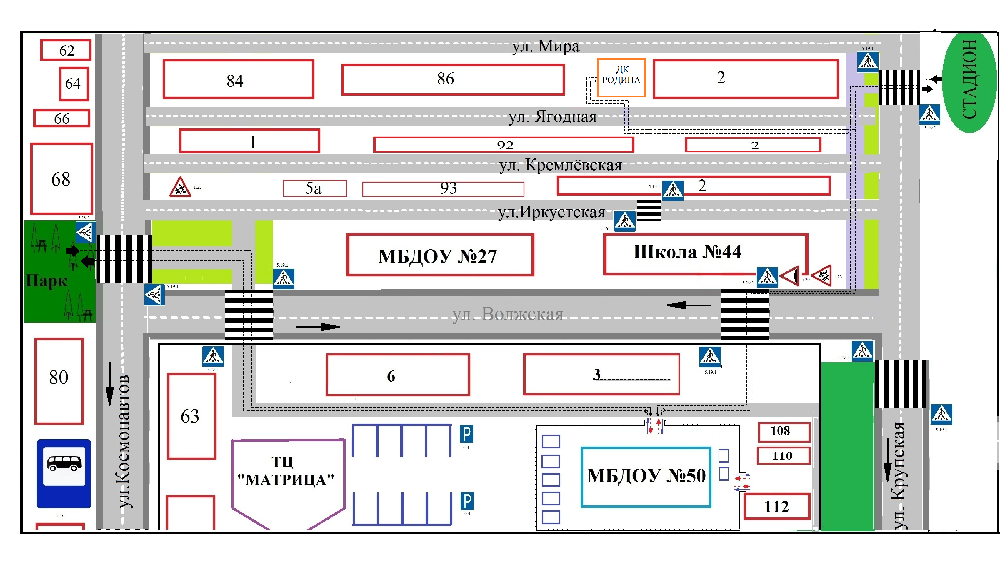 ул. Мира
5.19.1
62
84
86
ДК
РОДИНА
2
СТАДИОН
64
66
ул. Ягодная
5.19.1
1
92
2
ул. Кремлёвская
68
1.23
5а
93
5.19.1
2
ул.Иркустская
5.19.1
5.19.1
МБДОУ №27
Школа №44
Парк
5.19.1
5.19.1
5.19.1
5.20
1.23
ул. Волжская
5.19.1
5.19.1
5.19.1
80
63
6
3
ул.Космонавтов
ул. Крупская
5.19.1
108
110
112
ТЦ
"МАТРИЦА"
P
6.4
P
6.4
МБДОУ №50
5.16